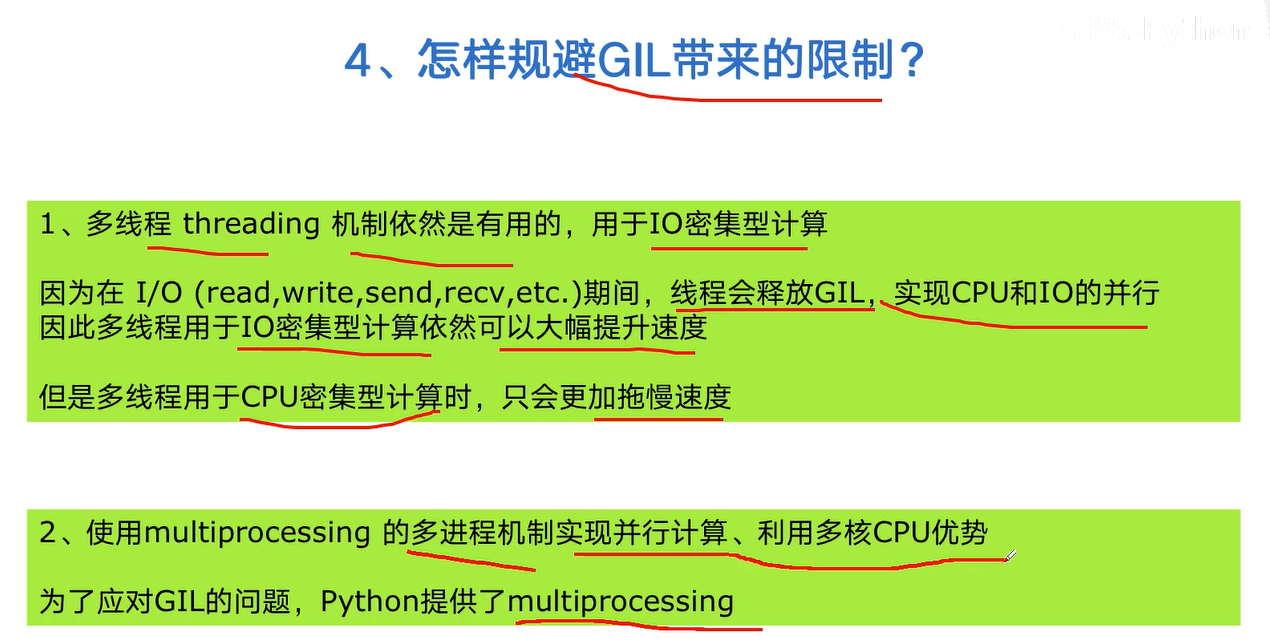 4、怎样规避GIL带来的限制？
1、多线程 threading 机制依然是有用的，用于IO密集型计算
因为在 I/O (read,write,send,recv,etc.)期间，线程会释放GIL，实现CPU和IO的并行
因此多线程用于IO密集型计算依然可以大幅提升速度
但是多线程用于CPU密集型计算时，只会更加拖慢速度
2、使用multiprocessing 的多进程机制实现并行计算、利用多核CPU优势
为了应对GIL的问题，Python提供了multiprocessing